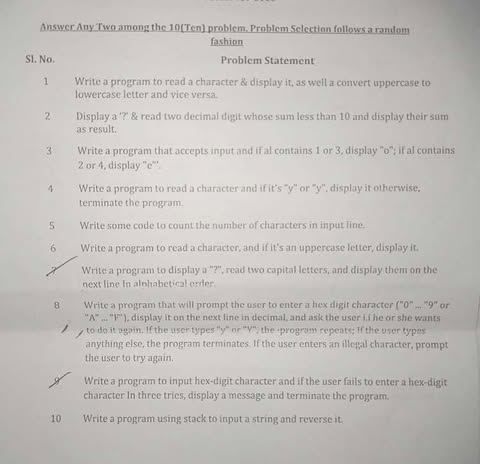 Answer Any Two among the 10(Ten) problem. Problem Selection follows a random
fashion
Sl. No. Problem Statement
1 Write a program to read a character & display it, as well a convert uppercase to
lowercase letter and vice versa.
2 Display a '?' & read two decimal digit whose sum less than 10 and display their sum
as result.
3 Write a program that accepts input and if al contains 1 or 3, display "o"; if al contains
2 or 4, display "e"'.
4 Write a program to read a character and if it's "y" or "y", display it otherwise,
terminate the program.
5 Write some code to count the number of characters in input line.
6 Write a program to read a character, and if it's an uppercase letter, display it.
7 Write a program to display a "?", read two capital letters, and display them on the
next line In alphabetical order.
8 Write a program that will prompt the user to enter a hex digit character ("0" ... "9" or
"A" ... "F"), display it on the next line in decimal, and ask the user i.f he or she wants
to do it again. If the user types "y" or "Y", the ·program repeats; If the user types
anything else, the program terminates. If the user enters an illegal character, prompt
the user to try again.
9 Write a program to input hex-digit character and if the user fails to enter a hex-digit
character In three tries, display a message and terminate the program.
10 Write a program using stack to input a string and reverse it.